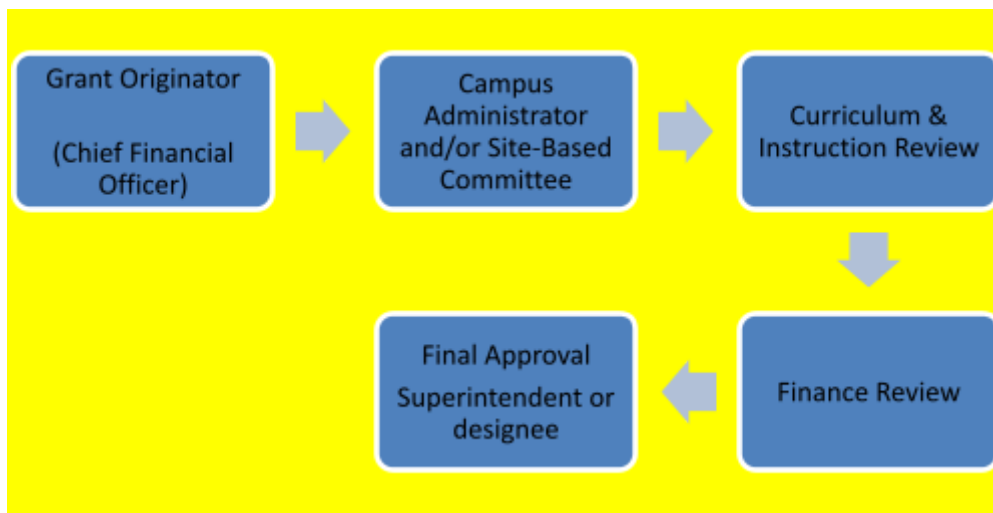 Grant Originator
(Chief Financial
Officer)
Campus
Administrator
and/or Site-Based
Committee
Curriculum &
Instruction Review
Finance Review
Final Approval
Superintendent or
designee